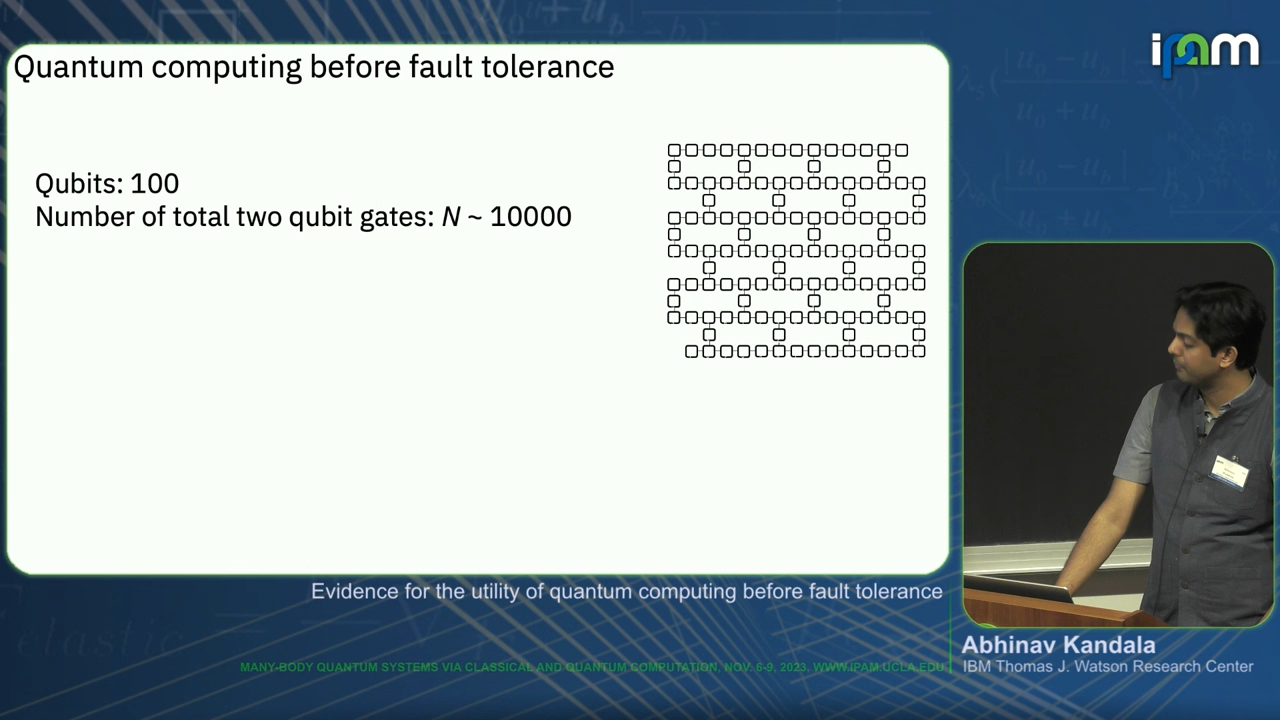 Quantum computing before fault tolerance
Qubits: 100
Number of total two qubit gates: N ~ 10000
ipam
Evidence for the utility of quantum computing before fault tolerance
Abhinav Kandala
IBM Thomas J. Watson Research Center
MANY-BODY QUANTUM SYSTEMS VIA CLASSICAL AND QUANTUM COMPUTATION, NOV. 6-9, 2023, WWW.IPAM.UCLA.EDU
elastic